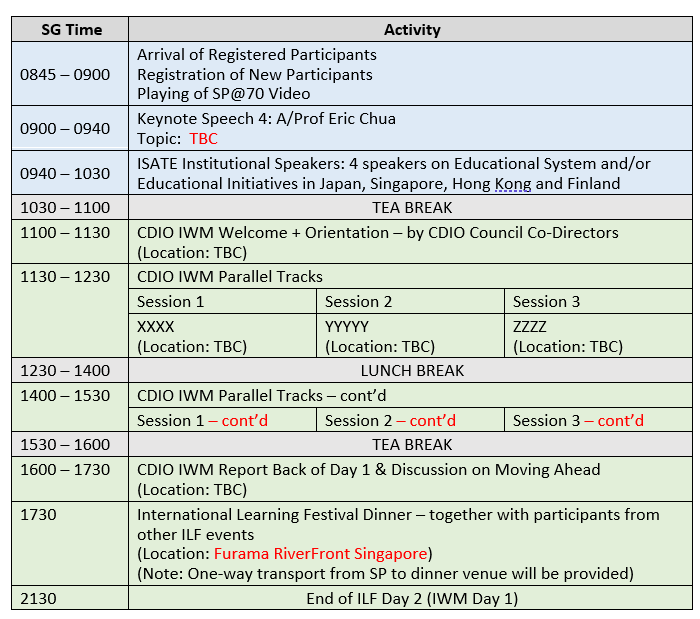 SG Time Activity
0845 – 0900
Arrival of Registered Participants
Registration of New Participants
Playing of SP@70 Video
0900 – 0940
Keynote Speech 4: A/Prof Eric Chua
Topic: TBC
0940 – 1030
ISATE Institutional Speakers: 4 speakers on Educational System and/or
Educational Initiatives in Japan, Singapore, Hong Kong and Finland
1030 – 1100 TEA BREAK
1100 – 1130 CDIO IWM Welcome + Orientation – by CDIO Council Co-Directors
(Location: TBC)
1130 – 1230 CDIO IWM Parallel Tracks
Session 1 Session 2 Session 3
XXXX YYYYY ZZZZ
(Location: TBC) (Location: TBC) (Location: TBC)
1230 – 1400 LUNCH BREAK
1400 – 1530 CDIO IWM Parallel Tracks – cont’d
Session 1 – cont’d Session 2 – cont’d Session 3 – cont’d
1530 – 1600 TEA BREAK
1600 – 1730 CDIO IWM Report Back of Day 1 & Discussion on Moving Ahead
(Location: TBC)
1730 International Learning Festival Dinner – together with participants from
other ILF events
(Location: Furama RiverFront Singapore)
(Note: One-way transport from SP to dinner venue will be provided)
2130 End of ILF Day 2 (IWM Day 1)